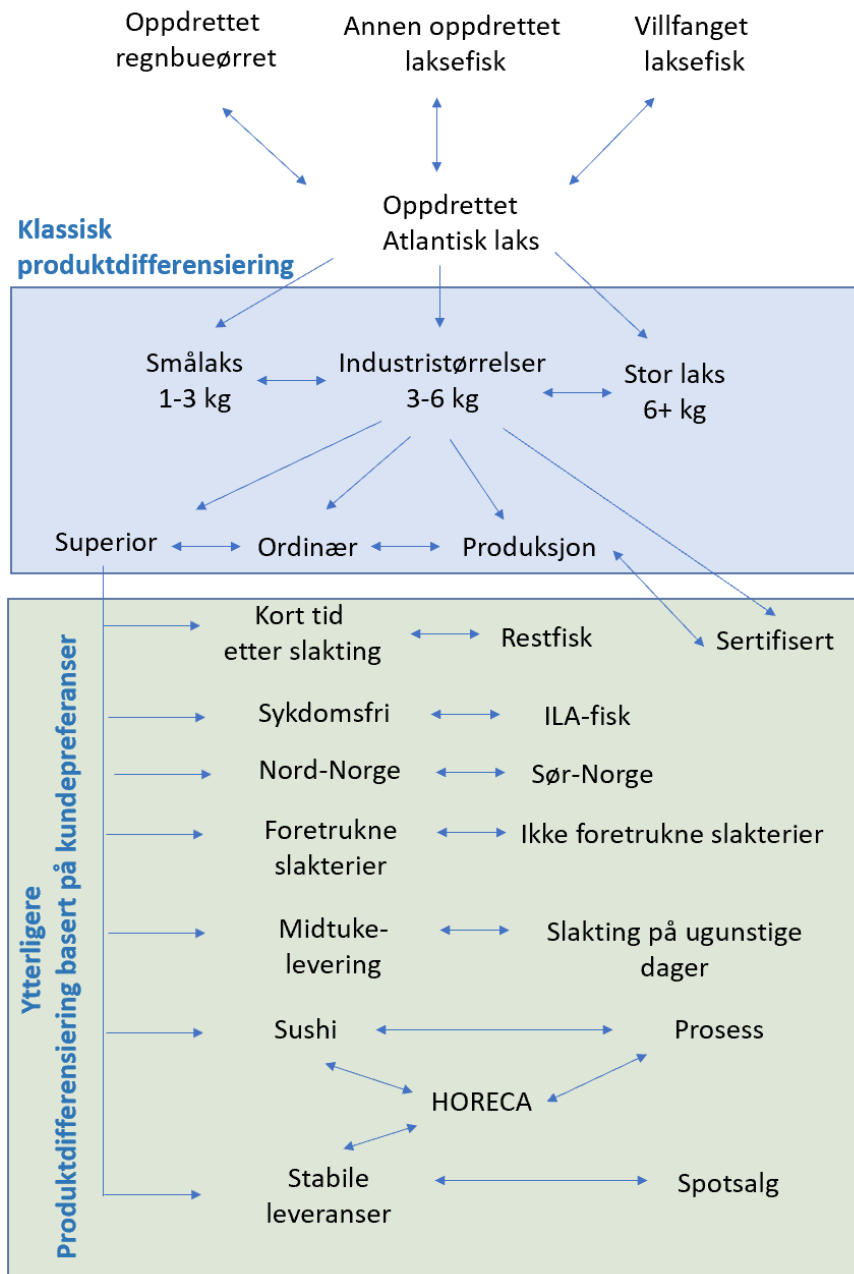 Oppdrettet
regnbueørret
Annen oppdrettet
laksefisk
Villfanget
laksefisk
Oppdrettet
Atlantisk laks
Klassisk
produktdifferensiering
Smålaks
1-3 kg
Industristørrelser
3-6 kg
Stor laks
6+ kg
Superior
Ordinær
Produksjon
Ytterligere
Produktdifferensiering basert på kundepreferanser
Kort tid
etter slakting
Restfisk
Sertifisert
Sykdomsfri
ILA-fisk
Nord-Norge
Sør-Norge
Foretrukne
slakterier
Ikke foretrukne slakterier
Midtuke-
levering
Slakting på ugunstige
dager
Sushi
Prosess
HORECA
Stabile
leveranser
Spotsalg